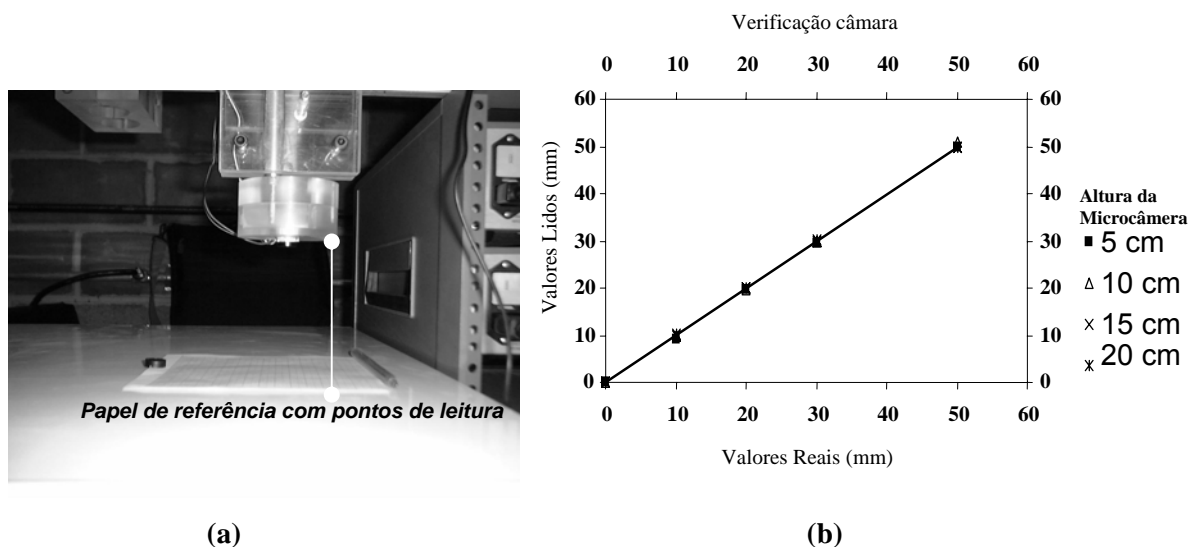 Verificação câmara
0 10 20 30 40 50 60
60 60
50 50
40 40
30 30
20 20
10 10
0 0
Valores Lidos (mm)
0 10 20 30 40 50 60
Valores Reais (mm)
Altura da
Microcâmera
5 cm
10 cm
15 cm
20 cm
Papel de referência com pontos de leitura
(a) (b)